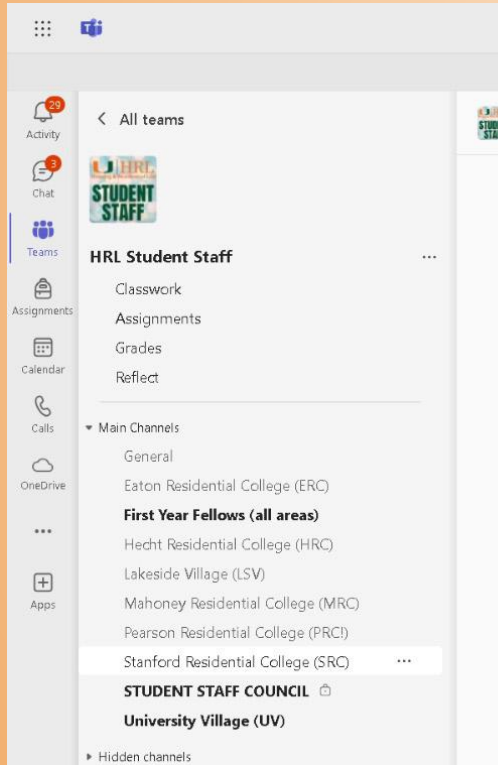 29
Activity
3
Chat
Teams
Assignments
Calendar
Calls
OneDrive
Apps
All teams
U HRL
STUDENT
STAFF
HRL Student Staff
Classwork
Assignments
Grades
Reflect
Main Channels
General
Eaton Residential College (ERC)
First Year Fellows (all areas)
Hecht Residential College (HRC)
Lakeside Village (LSV)
Mahoney Residential College (MRC)
Pearson Residential College (PRC!)
Stanford Residential College (SRC)
STUDENT STAFF COUNCIL
University Village (UV)
Hidden channels